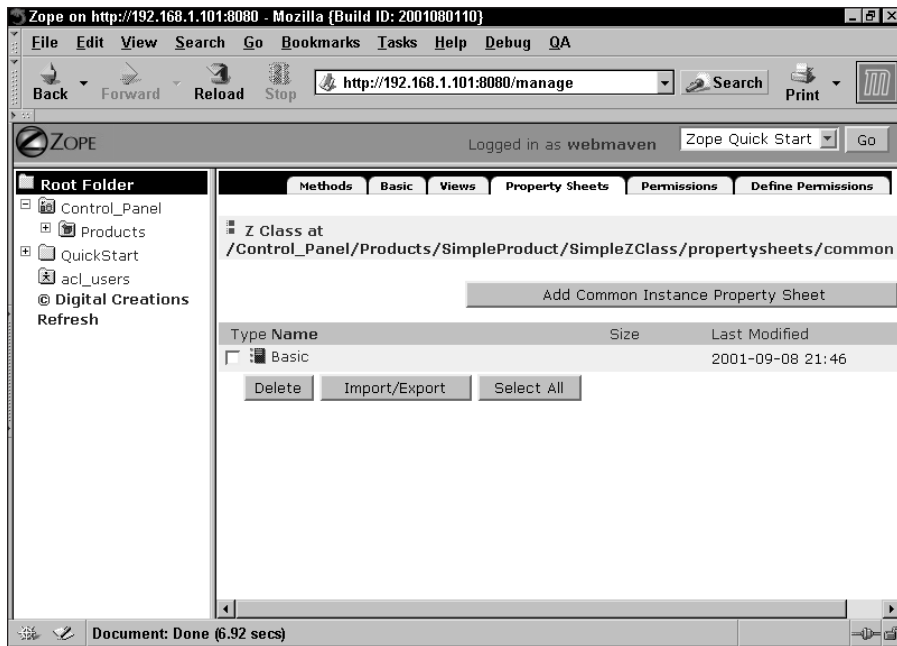 Zope on http://192.168.1.101:8080 - Mozilla {Build ID: 2001080110}
File Edit View Search Go Bookmarks Tasks Help Debug QA
Back Forward Reload Stop http://192.168.1.101:8080/manage Search Print
ZOPE Logged in as webmaven Zope Quick Start Go
Root Folder
Control_Panel
Products
QuickStart
acl_users
© Digital Creations
Refresh
Methods Basic Views Property Sheets Permissions Define Permissions
Z Class at
/Control_Panel/Products/SimpleProduct/SimpleZClass/propertysheets/common
Add Common Instance Property Sheet
Type Name Size Last Modified
Basic 2001-09-08 21:46
Delete Import/Export Select All
Document: Done (6.92 secs)